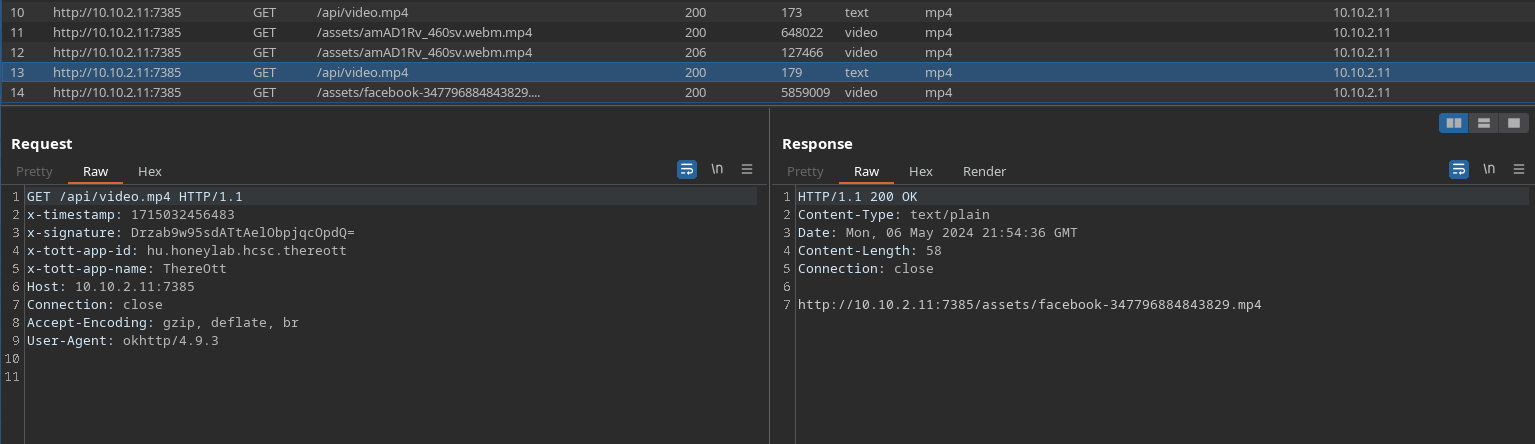 10 http://10.10.2.11:7385 GET /api/video.mp4 200 173 text mp4 10.10.2.11
11 http://10.10.2.11:7385 GET /assets/amAD1Rv_460sv.webm.mp4 200 648022 video mp4 10.10.2.11
12 http://10.10.2.11:7385 GET /assets/amAD1Rv_460sv.webm.mp4 206 127466 video mp4 10.10.2.11
13 http://10.10.2.11:7385 GET /api/video.mp4 200 179 text mp4 10.10.2.11
14 http://10.10.2.11:7385 GET /assets/facebook-347796884843829.... 200 5859009 video mp4 10.10.2.11
Request
Pretty Raw Hex \n
1 GET /api/video.mp4 HTTP/1.1
2 x-timestamp: 1715032456483
3 x-signature: Drzab9w95sdATtAelObpjqcOpdQ=
4 x-tott-app-id: hu.honeylab.hcsc.thereott
5 x-tott-app-name: ThereOtt
6 Host: 10.10.2.11:7385
7 Connection: close
8 Accept-Encoding: gzip, deflate, br
9 User-Agent: okhttp/4.9.3
10
11
Response
Pretty Raw Hex Render \n
1 HTTP/1.1 200 OK
2 Content-Type: text/plain
3 Date: Mon, 06 May 2024 21:54:36 GMT
4 Content-Length: 58
5 Connection: close
6
7 http://10.10.2.11:7385/assets/facebook-347796884843829.mp4